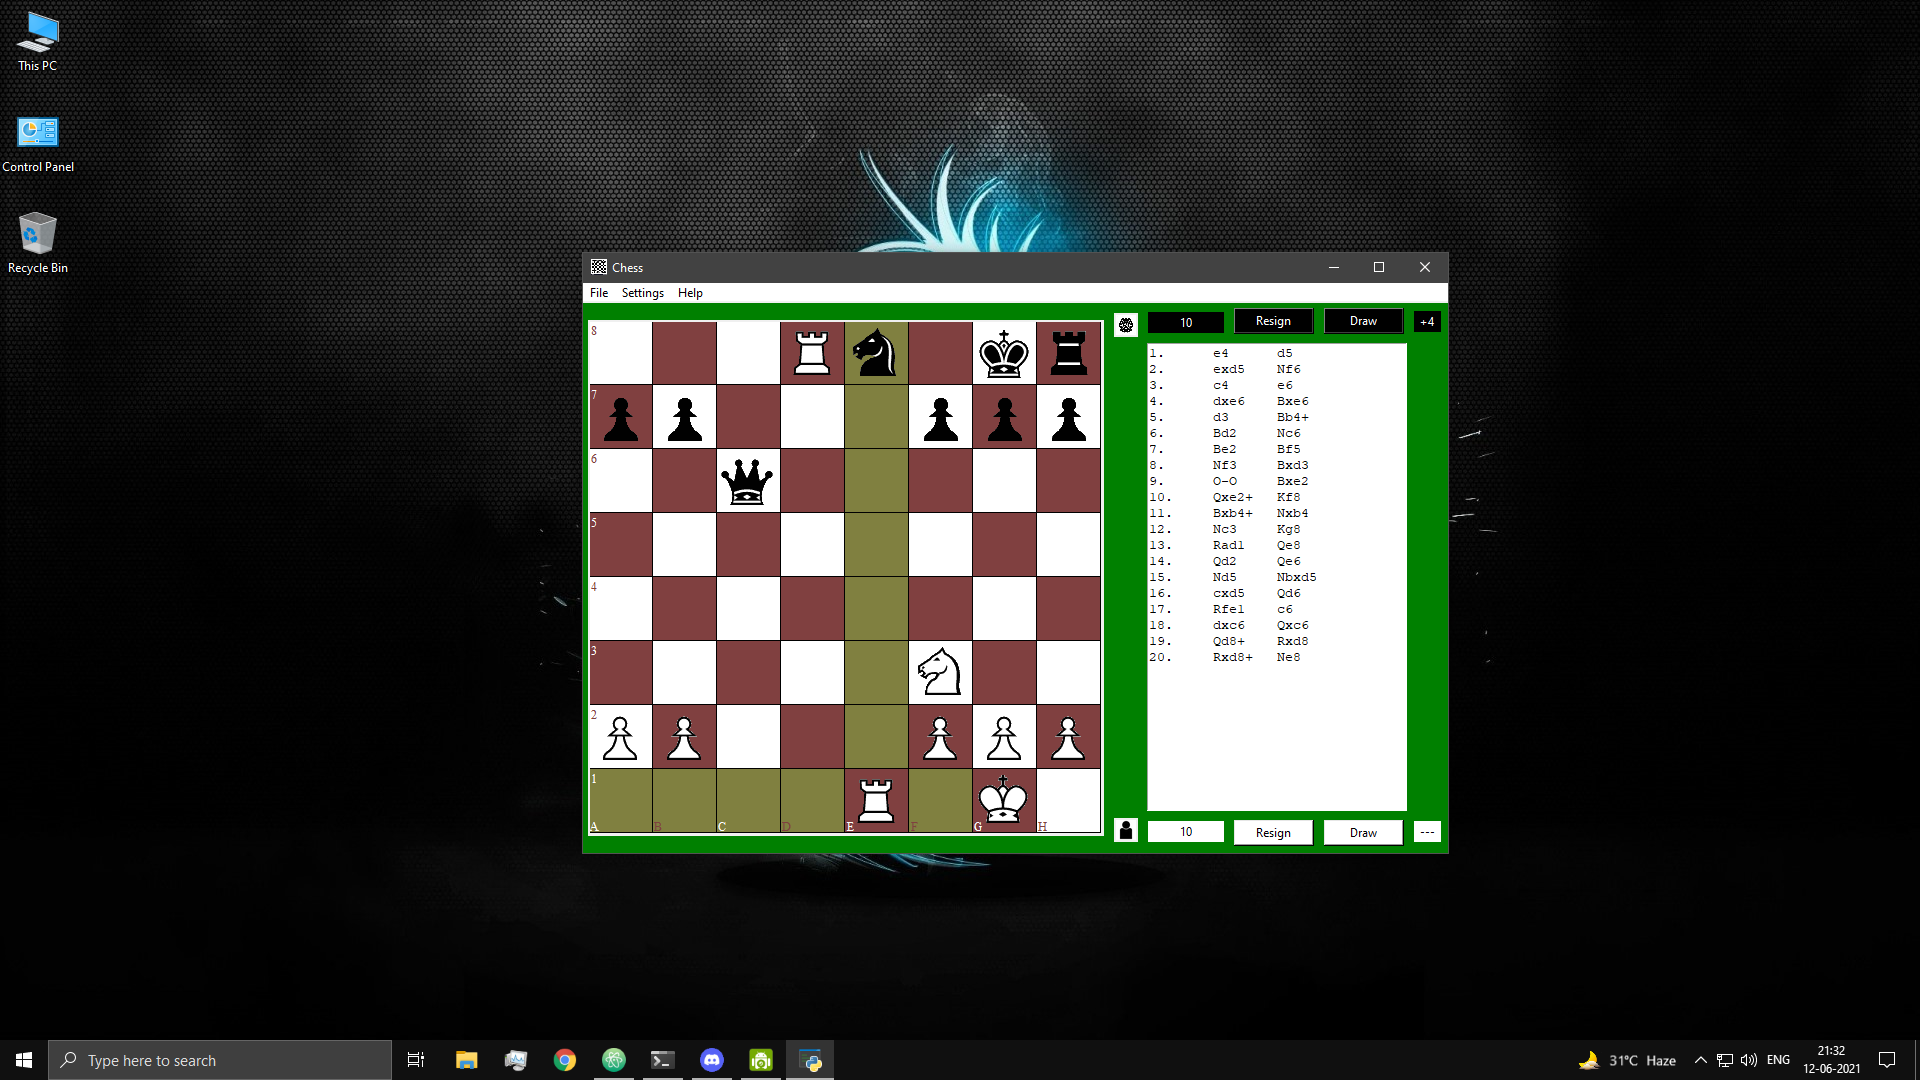 This PC
Control Panel
Recycle Bin
Chess
File Settings Help
8
7
6
5
4
3
2
1
A B C D E F G H
10 Resign Draw +4
1. e4 d5
2. exd5 Nf6
3. c4 e6
4. dxe6 Bxe6
5. d3 Bb4+
6. Bd2 Nc6
7. Be2 Bf5
8. Nf3 Bxd3
9. O-O Bxe2
10. Qxe2+ Kf8
11. Bxb4+ Nxb4
12. Nc3 Kg8
13. Rad1 Qe8
14. Qd2 Qe6
15. Nd5 Nbxd5
16. cxd5 Qd6
17. Rfe1 c6
18. dxc6 Qxc6
19. Qd8+ Rxd8
20. Rxd8+ Ne8
10 Resign Draw ---
Type here to search
31°C Haze
ENG
21:32
12-06-2021